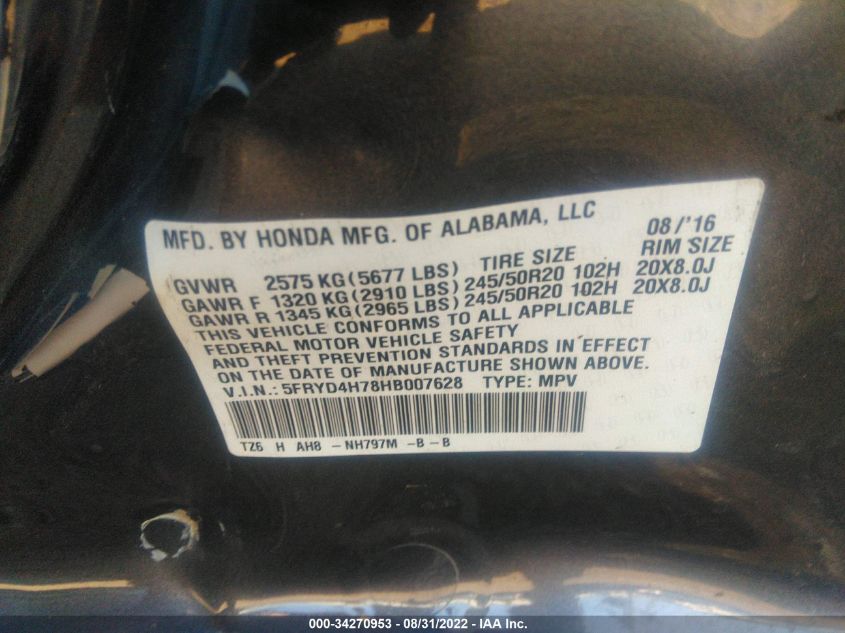 MFD. BY HONDA MFG. OF ALABAMA, LLC 08/'16
GVWR 2575 KG (5677 LBS) TIRE SIZE RIM SIZE
GAWR F 1320 KG (2910 LBS) 245/50R20 102H 20X8.0J
GAWR R 1345 KG (2965 LBS) 245/50R20 102H 20X8.0J
THIS VEHICLE CONFORMS TO ALL APPLICABLE
FEDERAL MOTOR VEHICLE SAFETY
AND THEFT PREVENTION STANDARDS IN EFFECT
ON THE DATE OF MANUFACTURE SHOWN ABOVE.
V.I.N.: 5FRYD4H78HB007628 TYPE: MPV
TZ6 H AH8 -NH797M -B-B
000-34270953 - 08/31/2022 - IAA Inc.